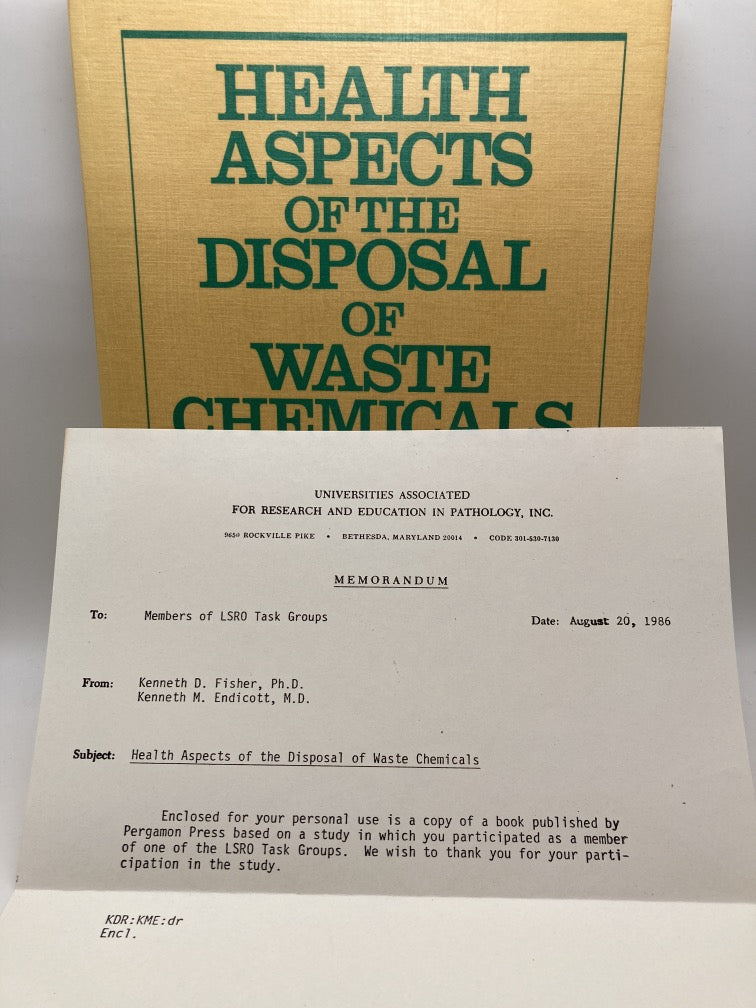 HEALTH
ASPECTS
OF THE
DISPOSAL
OF
WASTE
CHEMICALS
UNIVERSITIES ASSOCIATED
FOR RESEARCH AND EDUCATION IN PATHOLOGY, INC.
9650 ROCKVILLE PIKE • BETHESDA, MARYLAND 20014 • CODE 301-530-7130
MEMORANDUM
To: Members of LSRO Task Groups
Date: August 20, 1986
From: Kenneth D. Fisher, Ph.D.
Kenneth M. Endicott, M.D.
Subject: Health Aspects of the Disposal of Waste Chemicals
Enclosed for your personal use is a copy of a book published by
Pergamon Press based on a study in which you participated as a member
of one of the LSRO Task Groups. We wish to thank you for your parti-
cipation in the study.
KDR:KME:dr
Encl.